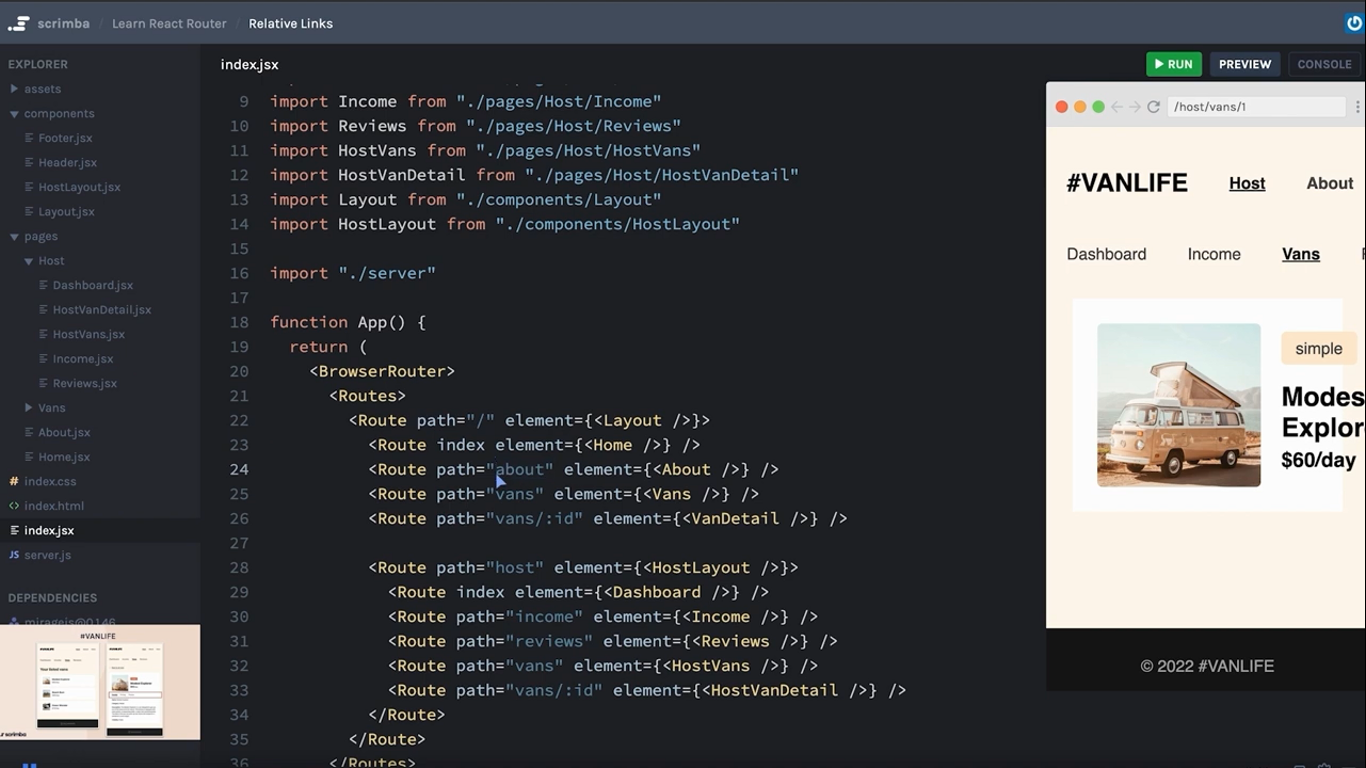 scrimba / Learn React Router / Relative Links
EXPLORER
assets
components
Footer.jsx
Header.jsx
HostLayout.jsx
Layout.jsx
pages
Host
Dashboard.jsx
HostVanDetail.jsx
HostVans.jsx
Income.jsx
Reviews.jsx
Vans
About.jsx
Home.jsx
# index.css
<> index.html
index.jsx
JS server.js
DEPENDENCIES
miragejs@0.1.46
#VANLIFE
scrimba
index.jsx
9 import Income from "./pages/Host/Income"
10 import Reviews from "./pages/Host/Reviews"
11 import HostVans from "./pages/Host/HostVans"
12 import HostVanDetail from "./pages/Host/HostVanDetail"
13 import Layout from "./components/Layout"
14 import HostLayout from "./components/HostLayout"
15
16 import "./server"
17
18 function App() {
19 return (
20 <BrowserRouter>
21 <Routes>
22 <Route path="/" element={<Layout />}>
23 <Route index element={<Home />} />
24 <Route path="about" element={<About />} />
25 <Route path="vans" element={<Vans />} />
26 <Route path="vans/:id" element={<VanDetail />} />
27
28 <Route path="host" element={<HostLayout />}>
29 <Route index element={<Dashboard />} />
30 <Route path="income" element={<Income />} />
31 <Route path="reviews" element={<Reviews />} />
32 <Route path="vans" element={<HostVans />} />
33 <Route path="vans/:id" element={<HostVanDetail />} />
34 </Route>
35 </Route>
36 </Routes>
RUN PREVIEW CONSOLE
/host/vans/1
#VANLIFE Host About
Dashboard Income Vans
simple
Modes
Explor
$60/day
© 2022 #VANLIFE